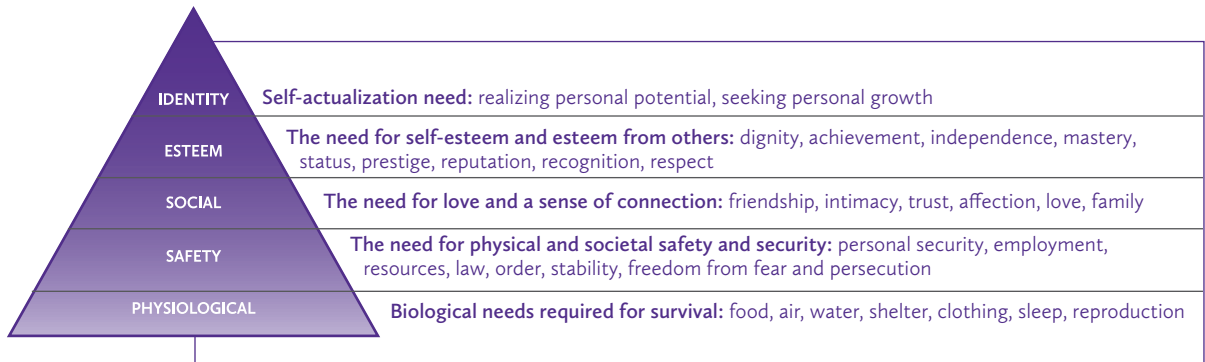 IDENTITY
Self-actualization need: realizing personal potential, seeking personal growth
ESTEEM
The need for self-esteem and esteem from others: dignity, achievement, independence, mastery,
status, prestige, reputation, recognition, respect
SOCIAL
The need for love and a sense of connection: friendship, intimacy, trust, affection, love, family
SAFETY
The need for physical and societal safety and security: personal security, employment,
resources, law, order, stability, freedom from fear and persecution
PHYSIOLOGICAL
Biological needs required for survival: food, air, water, shelter, clothing, sleep, reproduction